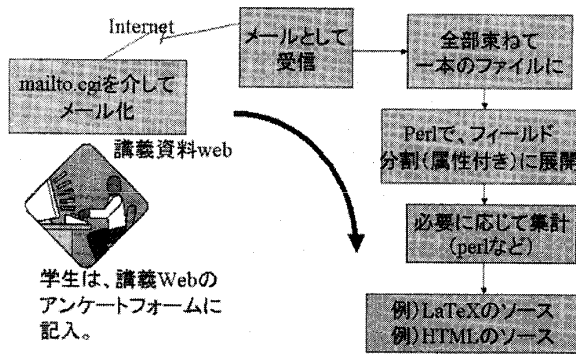 Internet
mailto.cgiを介して
メール化
講義資料web
学生は、講義Webの
アンケートフォームに
記入。
メールとして
受信
全部束ねて
一本のファイルに
Perlで、フィールド
分割(属性付き)に展開
必要に応じて集計
(perlなど)
例)LaTeXのソース
例)HTMLのソース